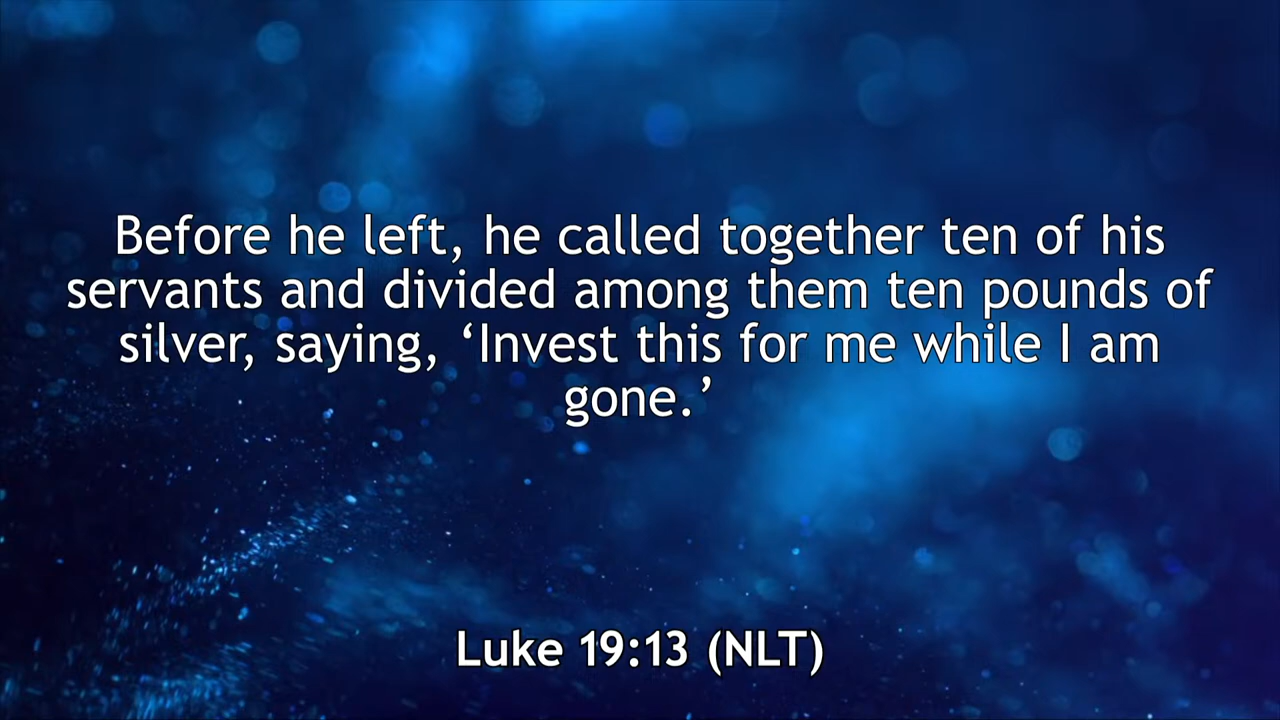 Before he left, he called together ten of his
servants and divided among them ten pounds of
silver, saying, ‘Invest this for me while I am
gone.’
Luke 19:13 (NLT)